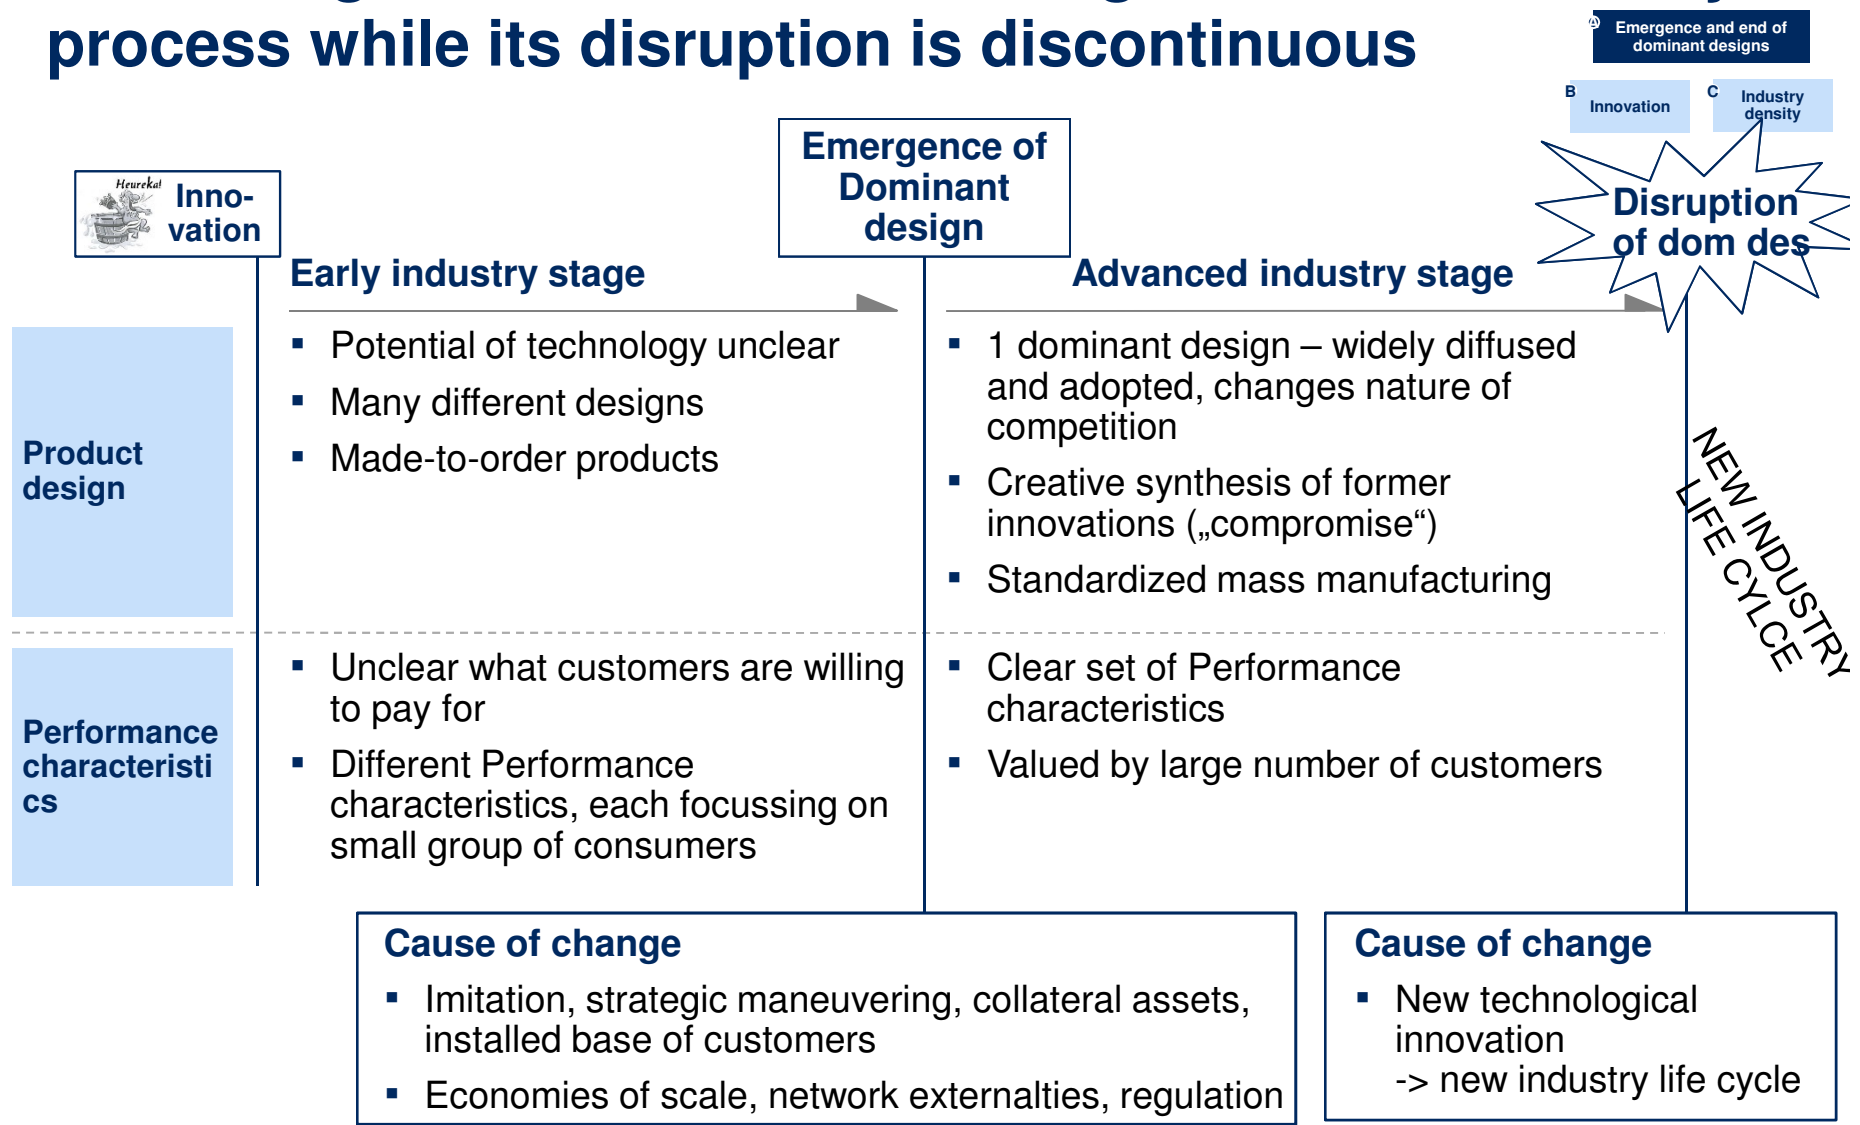 process while its disruption is discontinuous
A
Emergence and end of
dominant designs
B
Innovation
C
Industry
density
Heureka!
Inno-
vation
Emergence of
Dominant
design
Disruption
of dom des
Early industry stage
Advanced industry stage
Product
design
▪ Potential of technology unclear
▪ Many different designs
▪ Made-to-order products
▪ 1 dominant design – widely diffused
and adopted, changes nature of
competition
▪ Creative synthesis of former
innovations („compromise“)
▪ Standardized mass manufacturing
NEW INDUSTRY
LIFE CYLCE
Performance
characteristi
cs
▪ Unclear what customers are willing
to pay for
▪ Different Performance
characteristics, each focussing on
small group of consumers
▪ Clear set of Performance
characteristics
▪ Valued by large number of customers
Cause of change
▪ Imitation, strategic maneuvering, collateral assets,
installed base of customers
▪ Economies of scale, network externalties, regulation
Cause of change
▪ New technological
innovation
-> new industry life cycle